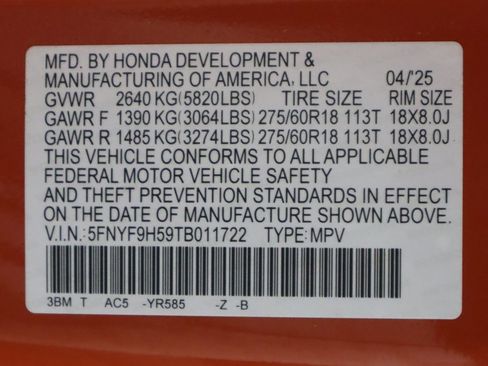 MFD. BY HONDA DEVELOPMENT &
MANUFACTURING OF AMERICA, LLC 04/'25
GVWR 2640 KG(5820LBS) TIRE SIZE RIM SIZE
GAWR F 1390 KG(3064LBS) 275/60R18 113T 18X8.0J
GAWR R 1485 KG(3274LBS) 275/60R18 113T 18X8.0J
THIS VEHICLE CONFORMS TO ALL APPLICABLE
FEDERAL MOTOR VEHICLE SAFETY
AND THEFT PREVENTION STANDARDS IN EFFECT
ON THE DATE OF MANUFACTURE SHOWN ABOVE.
V.I.N.:5FNYF9H59TB011722 TYPE:MPV
3BM T AC5 -YR585 -Z -B